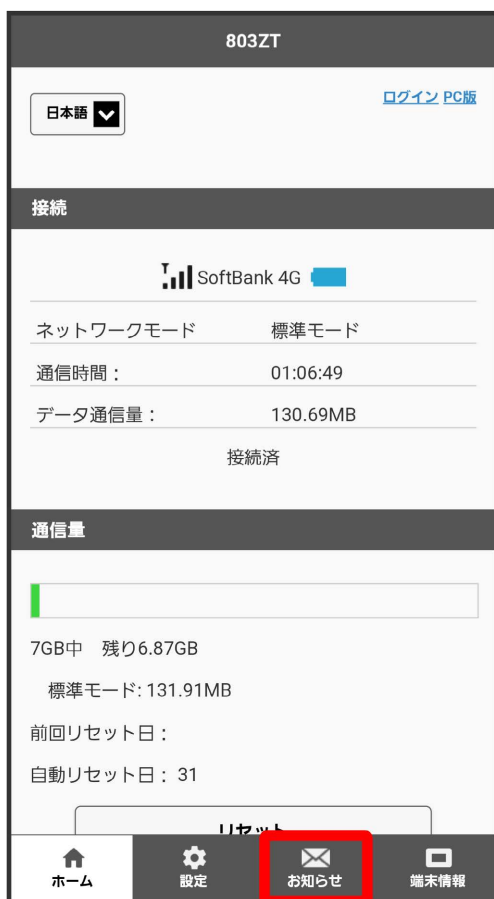 803ZT
日本語
ログイン PC版
接続
SoftBank 4G
ネットワークモード 標準モード
通信時間： 01:06:49
データ通信量： 130.69MB
接続済
通信量
7GB中 残り6.87GB
標準モード: 131.91MB
前回リセット日：
自動リセット日： 31
リセット
ホーム 設定 お知らせ 端末情報